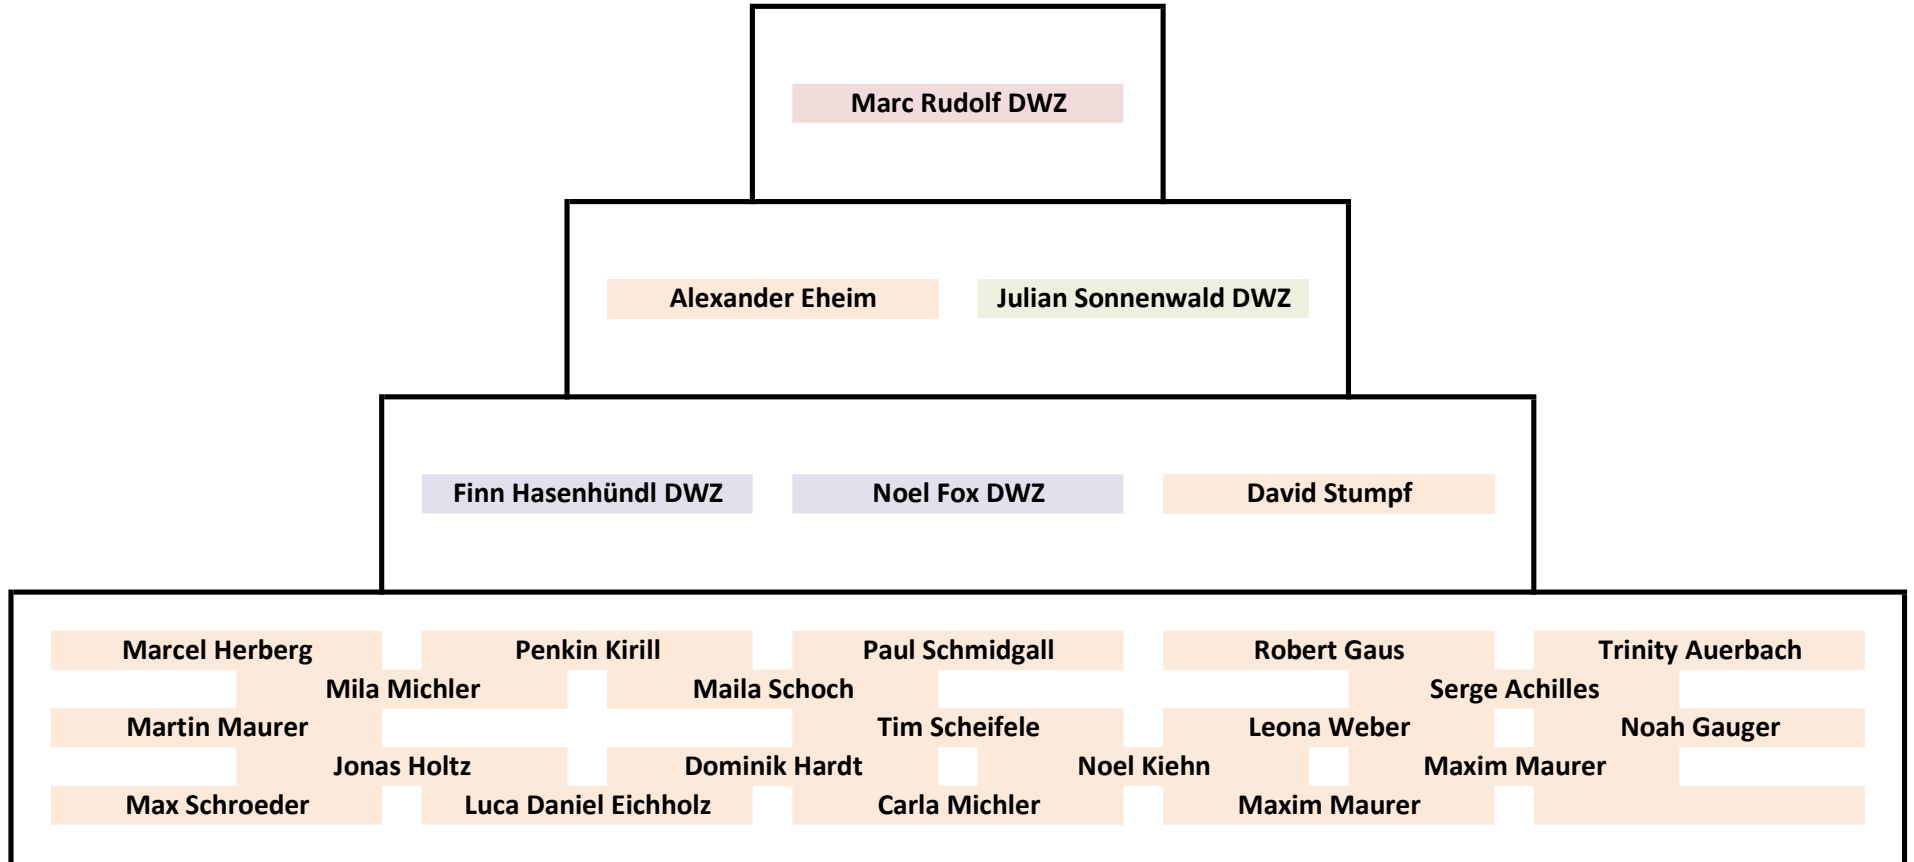 Marc Rudolf DWZ
Alexander Eheim Julian Sonnenwald DWZ
Finn Hasenhündl DWZ Noel Fox DWZ David Stumpf
Marcel Herberg Penkin Kirill Paul Schmidgall Robert Gaus Trinity Auerbach
Mila Michler Maila Schoch Serge Achilles
Martin Maurer Tim Scheifele Leona Weber Noah Gauger
Jonas Holtz Dominik Hardt Noel Kiehn Maxim Maurer
Max Schroeder Luca Daniel Eichholz Carla Michler Maxim Maurer